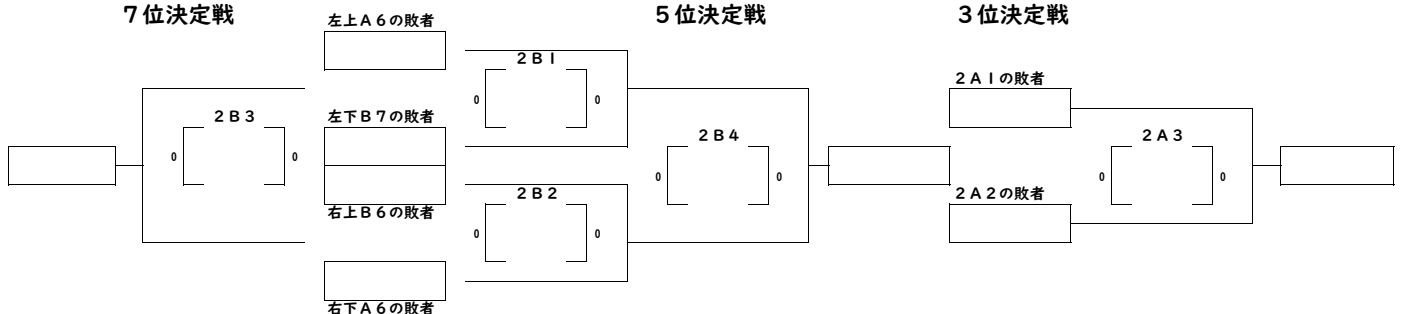 ７位決定戦
左上Ａ６の敗者
５位決定戦
３位決定戦
２Ｂ１
２Ａ１の敗者
0 0
２Ｂ３
左下Ｂ７の敗者
２Ｂ４
２Ａ３
0 0
0 0
0 0
２Ｂ２
２Ａ２の敗者
右上Ｂ６の敗者
0 0
右下Ａ６の敗者